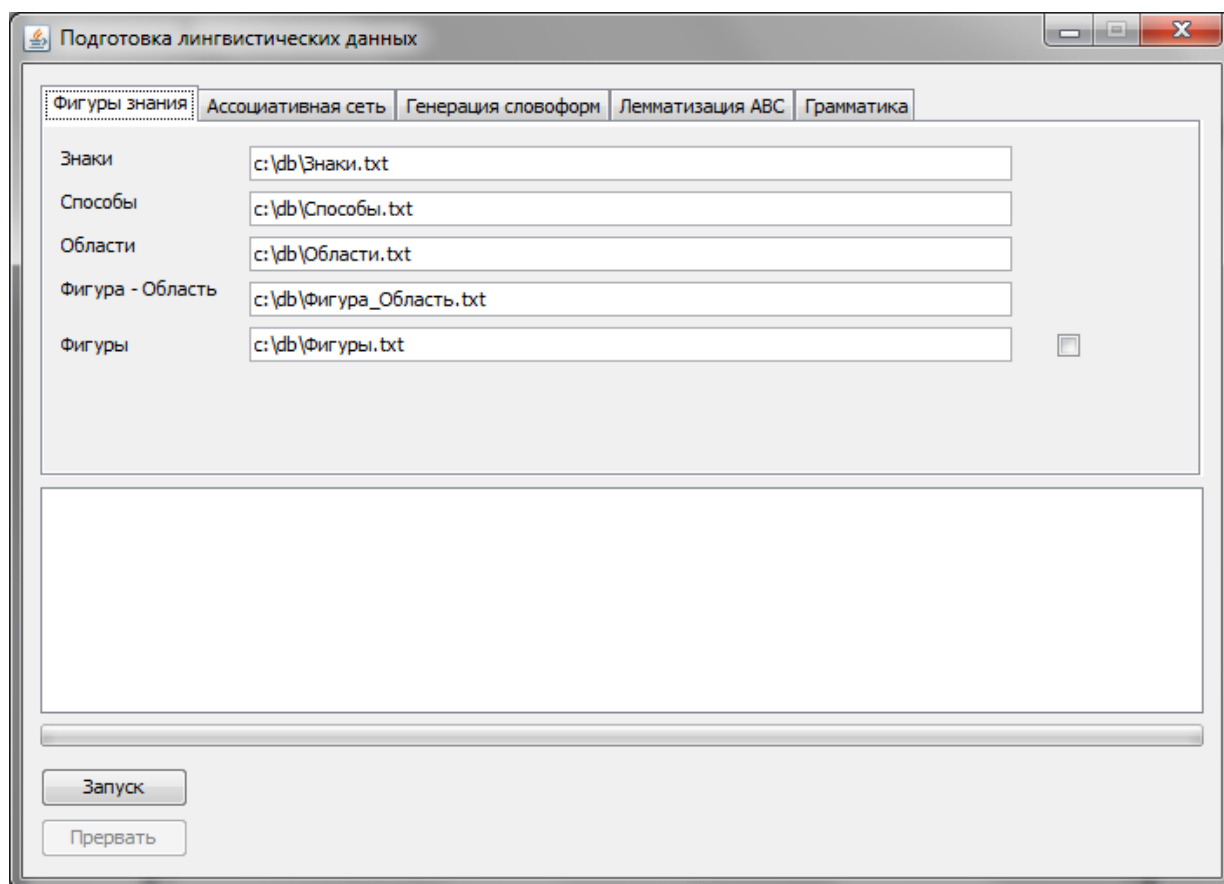 Подготовка лингвистических данных
Фигуры знания Ассоциативная сеть Генерация словоформ Лемматизация АВС Грамматика
Знаки c:\db\Знаки.txt
Способы c:\db\Способы.txt
Области c:\db\Области.txt
Фигура - Область c:\db\Фигура_Область.txt
Фигуры c:\db\Фигуры.txt
Запуск
Прервать